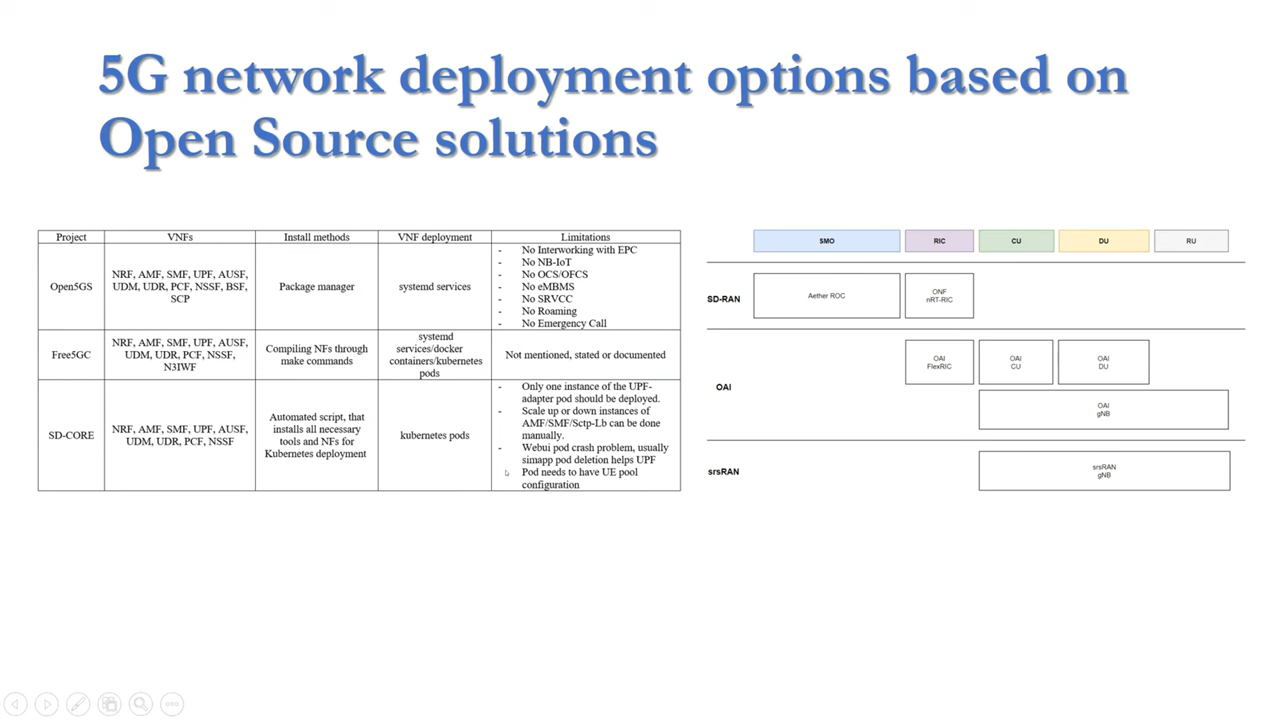 5G network deployment options based on
Open Source solutions
Project
VNFs
Install methods
VNF deployment
Limitations
Open5GS
NRF, AMF, SMF, UPF, AUSF,
UDM, UDR, PCF, NSSF, BSF,
SCP
Package manager
systemd services
- No Interworking with EPC
- No NB-IoT
- No OCS/OFCS
- No eMBMS
- No SRVCC
- No Roaming
- No Emergency Call
Free5GC
NRF, AMF, SMF, UPF, AUSF,
UDM, UDR, PCF, NSSF,
N3IWF
Compiling NFs through
make commands
systemd
services/docker
containers/kubernetes
pods
Not mentioned, stated or documented
SD-CORE
NRF, AMF, SMF, UPF, AUSF,
UDM, UDR, PCF, NSSF
Automated script, that
installs all necessary
tools and NFs for
Kubernetes deployment
kubernetes pods
- Only one instance of the UPF-
adapter pod should be deployed.
- Scale up or down instances of
AMF/SMF/Sctp-Lb can be done
manually.
- Webui pod crash problem, usually
simapp pod deletion helps UPF
Pod needs to have UE pool
configuration
SMO
RIC
CU
DU
RU
SD-RAN
Aether ROC
ONF
nRT-RIC
OAI
OAI
FlexRIC
OAI
CU
OAI
DU
OAI
gNB
srsRAN
srsRAN
gNB